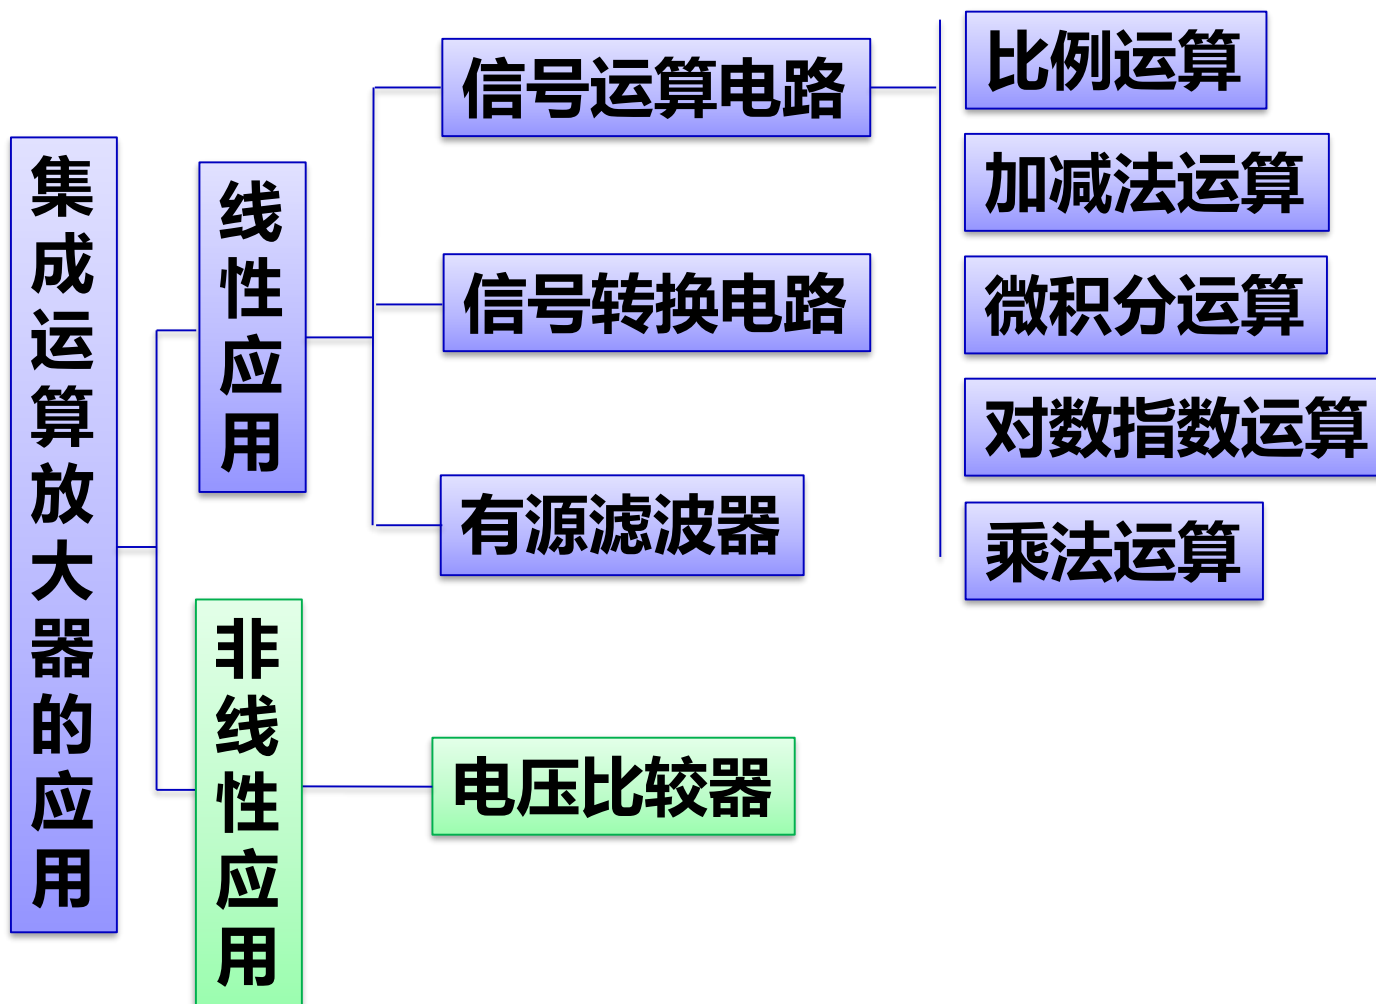 集成运算放大器的应用
线性应用
信号运算电路
比例运算
加减法运算
微积分运算
对数指数运算
乘法运算
信号转换电路
有源滤波器
非线性应用
电压比较器